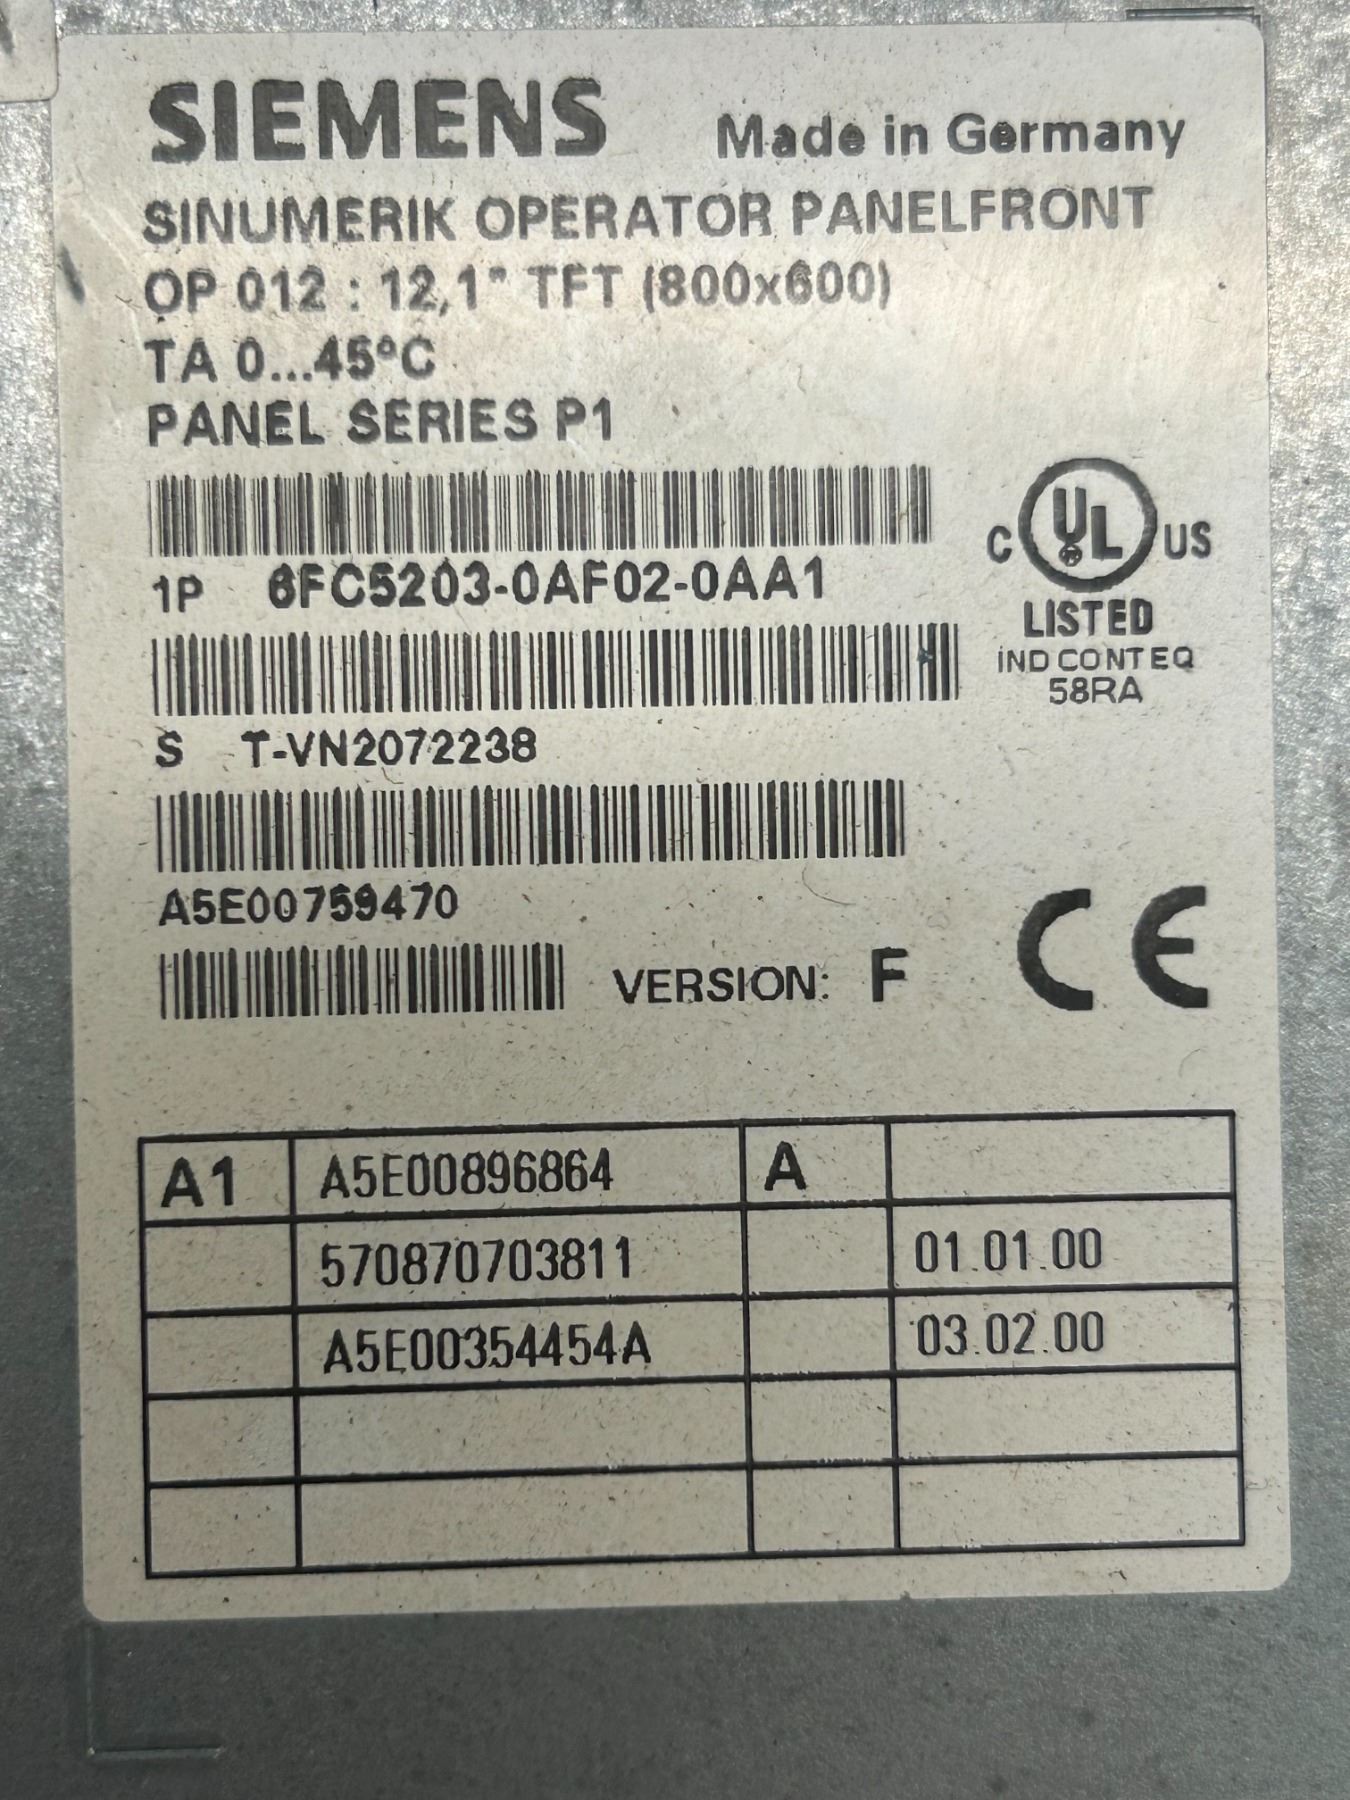 SIEMENS Made in Germany
SINUMERIK OPERATOR PANELFRONT
OP 012 : 12,1" TFT (800x600)
TA 0...45°C
PANEL SERIES P1
1P 6FC5203-0AF02-0AA1
C UL US
LISTED
IND CONT EQ
58RA
S T-VN2072238
A5E00759470
VERSION: F
CE
A1 A5E00896864 A
570870703811 01.01.00
A5E00354454A 03.02.00